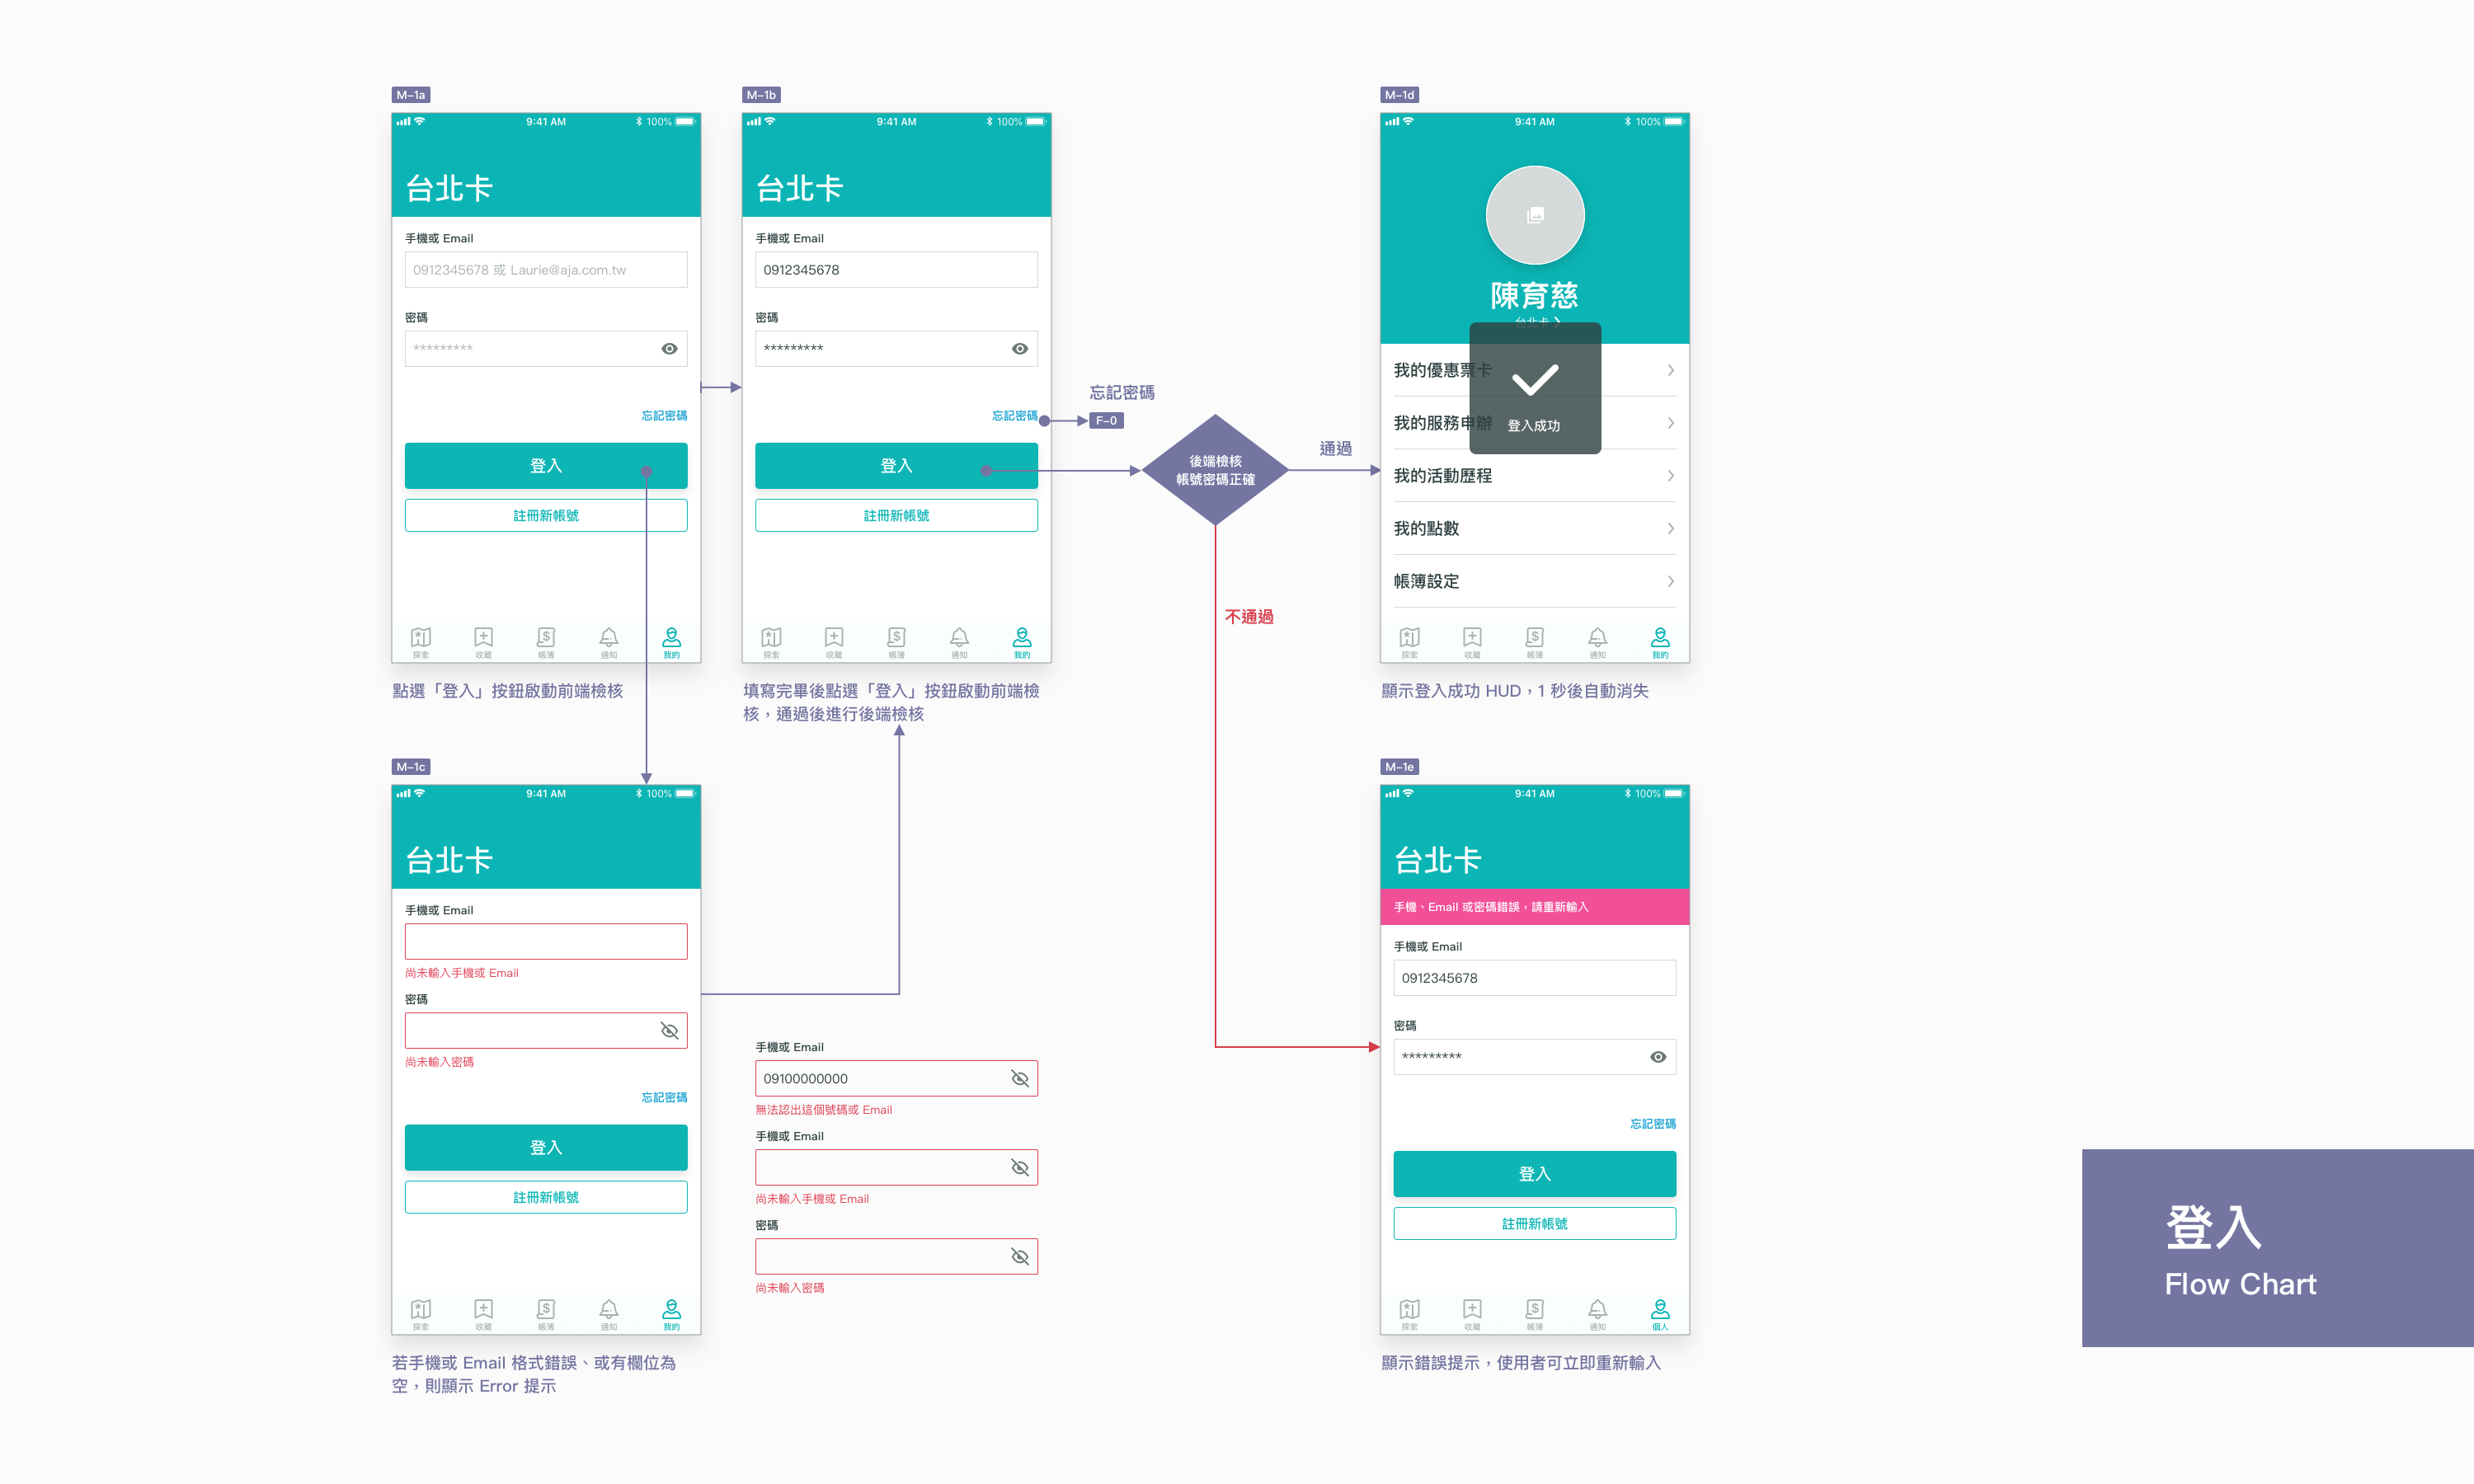 M-1a
9:41 AM
100%
台北卡
手機或 Email
0912345678 或 Laurie@aja.com.tw
密碼
*********
忘記密碼
登入
註冊新帳號
探索
收藏
帳簿
通知
我的
點選「登入」按鈕啟動前端檢核
M-1b
9:41 AM
100%
台北卡
手機或 Email
0912345678
密碼
*********
忘記密碼
登入
註冊新帳號
探索
收藏
帳簿
通知
我的
填寫完畢後點選「登入」按鈕啟動前端檢
核，通過後進行後端檢核
忘記密碼
F-0
後端檢核
帳號密碼正確
通過
不通過
M-1d
9:41 AM
100%
陳育慈
台北卡
我的優惠票卡
我的服務申辦
登入成功
我的活動歷程
我的點數
帳簿設定
探索
收藏
帳簿
通知
我的
顯示登入成功 HUD，1 秒後自動消失
M-1c
9:41 AM
100%
台北卡
手機或 Email
尚未輸入手機或 Email
密碼
尚未輸入密碼
忘記密碼
登入
註冊新帳號
探索
收藏
帳簿
通知
我的
若手機或 Email 格式錯誤、或有欄位為
空，則顯示 Error 提示
手機或 Email
09100000000
無法認出這個號碼或 Email
手機或 Email
尚未輸入手機或 Email
密碼
尚未輸入密碼
M-1e
9:41 AM
100%
台北卡
手機、Email 或密碼錯誤，請重新輸入
手機或 Email
0912345678
密碼
*********
忘記密碼
登入
註冊新帳號
探索
收藏
帳簿
通知
個人
顯示錯誤提示，使用者可立即重新輸入
登入
Flow Chart